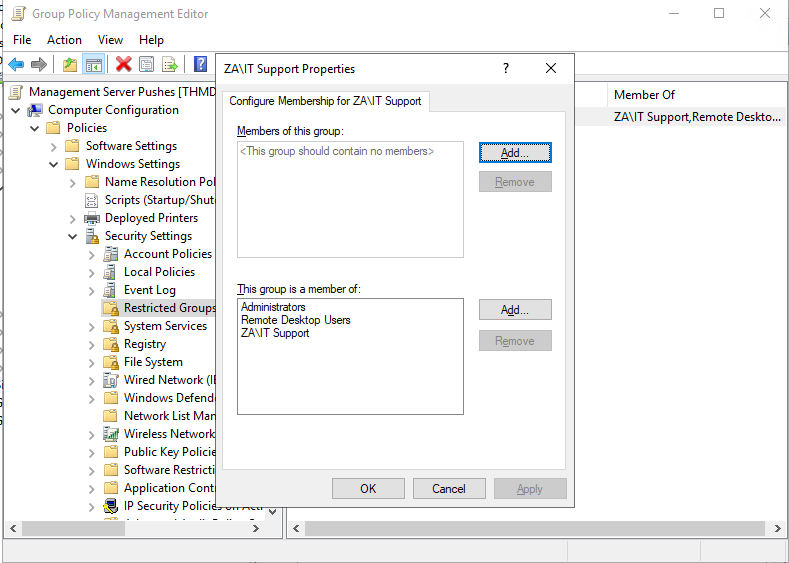 Group Policy Management Editor
File Action View Help
Management Server Pushes [THMD
Computer Configuration
Policies
Software Settings
Windows Settings
Name Resolution Pol
Scripts (Startup/Shut
Deployed Printers
Security Settings
Account Policies
Local Policies
Event Log
Restricted Groups
System Services
Registry
File System
Wired Network (IE
Windows Defend
Network List Man
Wireless Network
Public Key Policie
Software Restricti
Application Cont
IP Security Policies on Acti
ZA\IT Support Properties
?
Configure Membership for ZA\IT Support
Members of this group:
<This group should contain no members>
Add...
Remove
This group is a member of:
Administrators
Remote Desktop Users
ZA\IT Support
Add...
Remove
OK Cancel Apply
Member Of
ZA\IT Support,Remote Deskto...